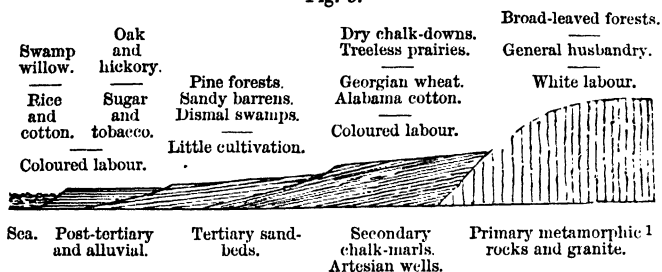 Fig. 9.
Swamp
willow.
Rice
and
cotton.
Oak
and
hickory.
Sugar
and
tobacco.
Coloured labour.
Pine forests.
Sandy barrens.
Dismal swamps.
Little cultivation.
Dry chalk-downs.
Treeless prairies.
Georgian wheat.
Alabama cotton.
Coloured labour.
Broad-leaved forests.
General husbandry.
White labour.
Sea.
Post-tertiary
and alluvial.
Tertiary sand-
beds.
Secondary
chalk-marls.
Artesian wells.
Primary metamorphic 1
rocks and granite.